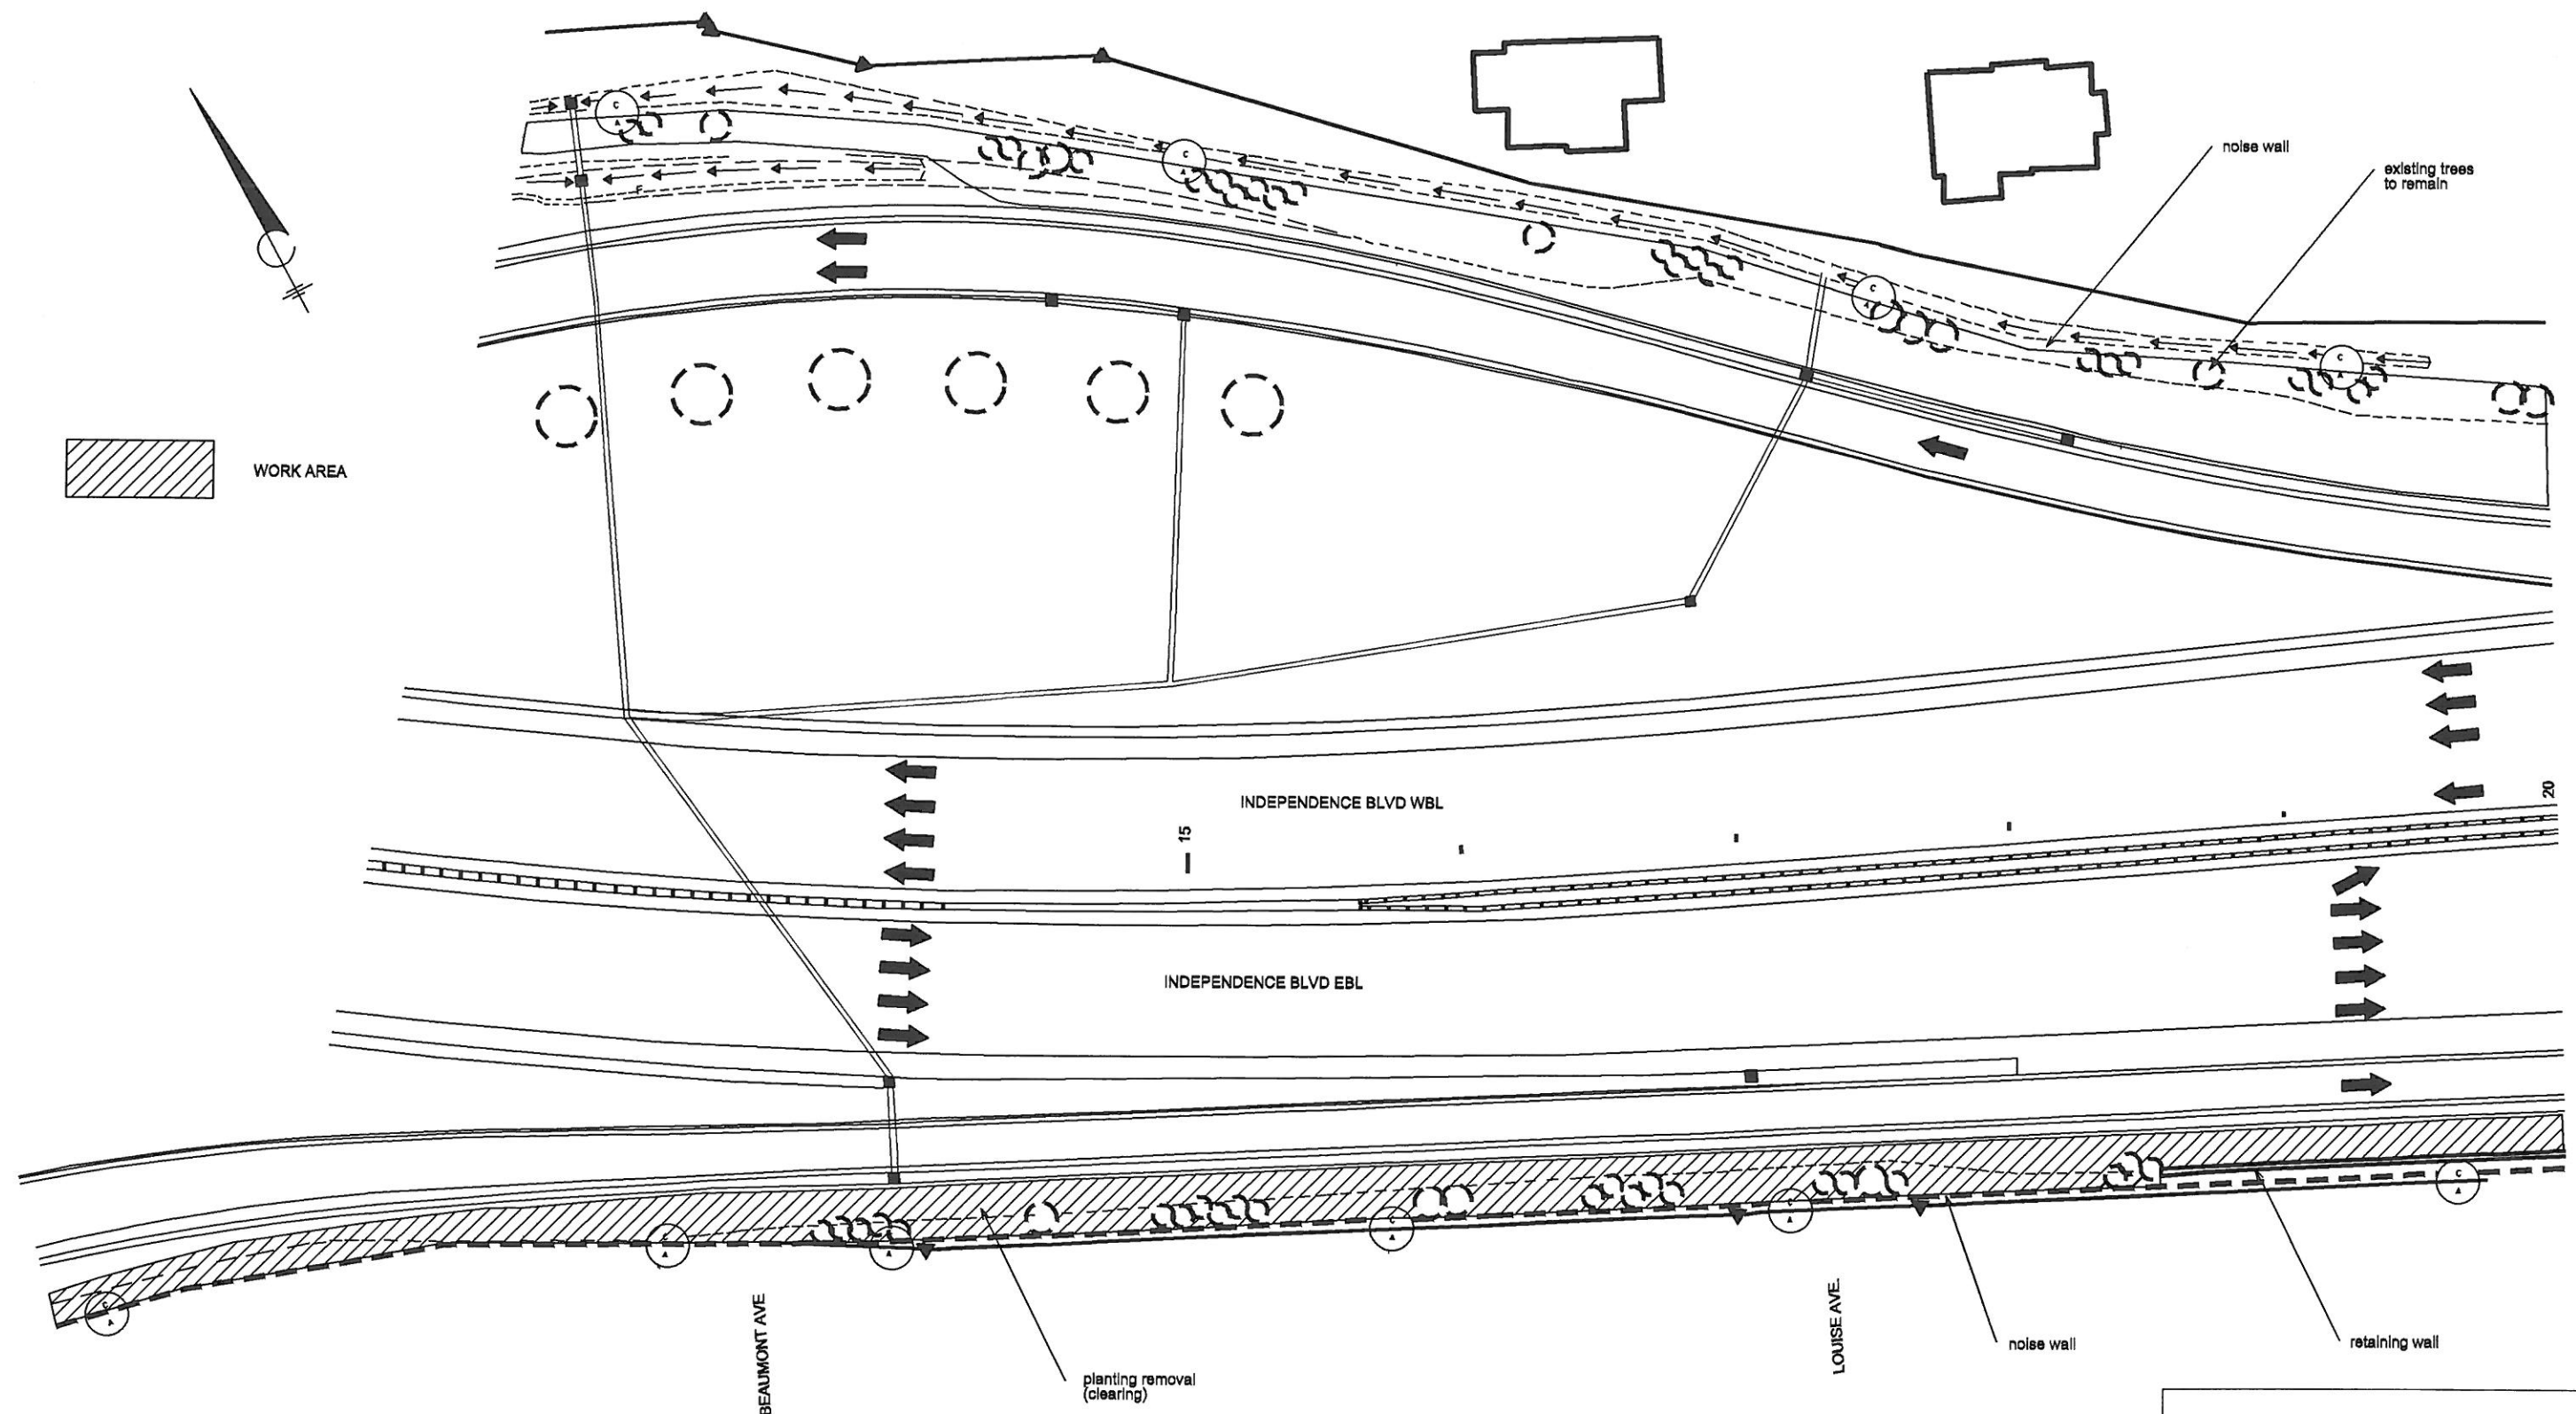 noise wall
existing trees
to remain
C
A
C
A
C
A
C
A
F
WORK AREA
INDEPENDENCE BLVD WBL
15
20
INDEPENDENCE BLVD EBL
C
A
C
A
C
A
C
A
C
A
C
A
BEAUMONT AVE
LOUISE AVE.
planting removal
(clearing)
noise wall
retaining wall